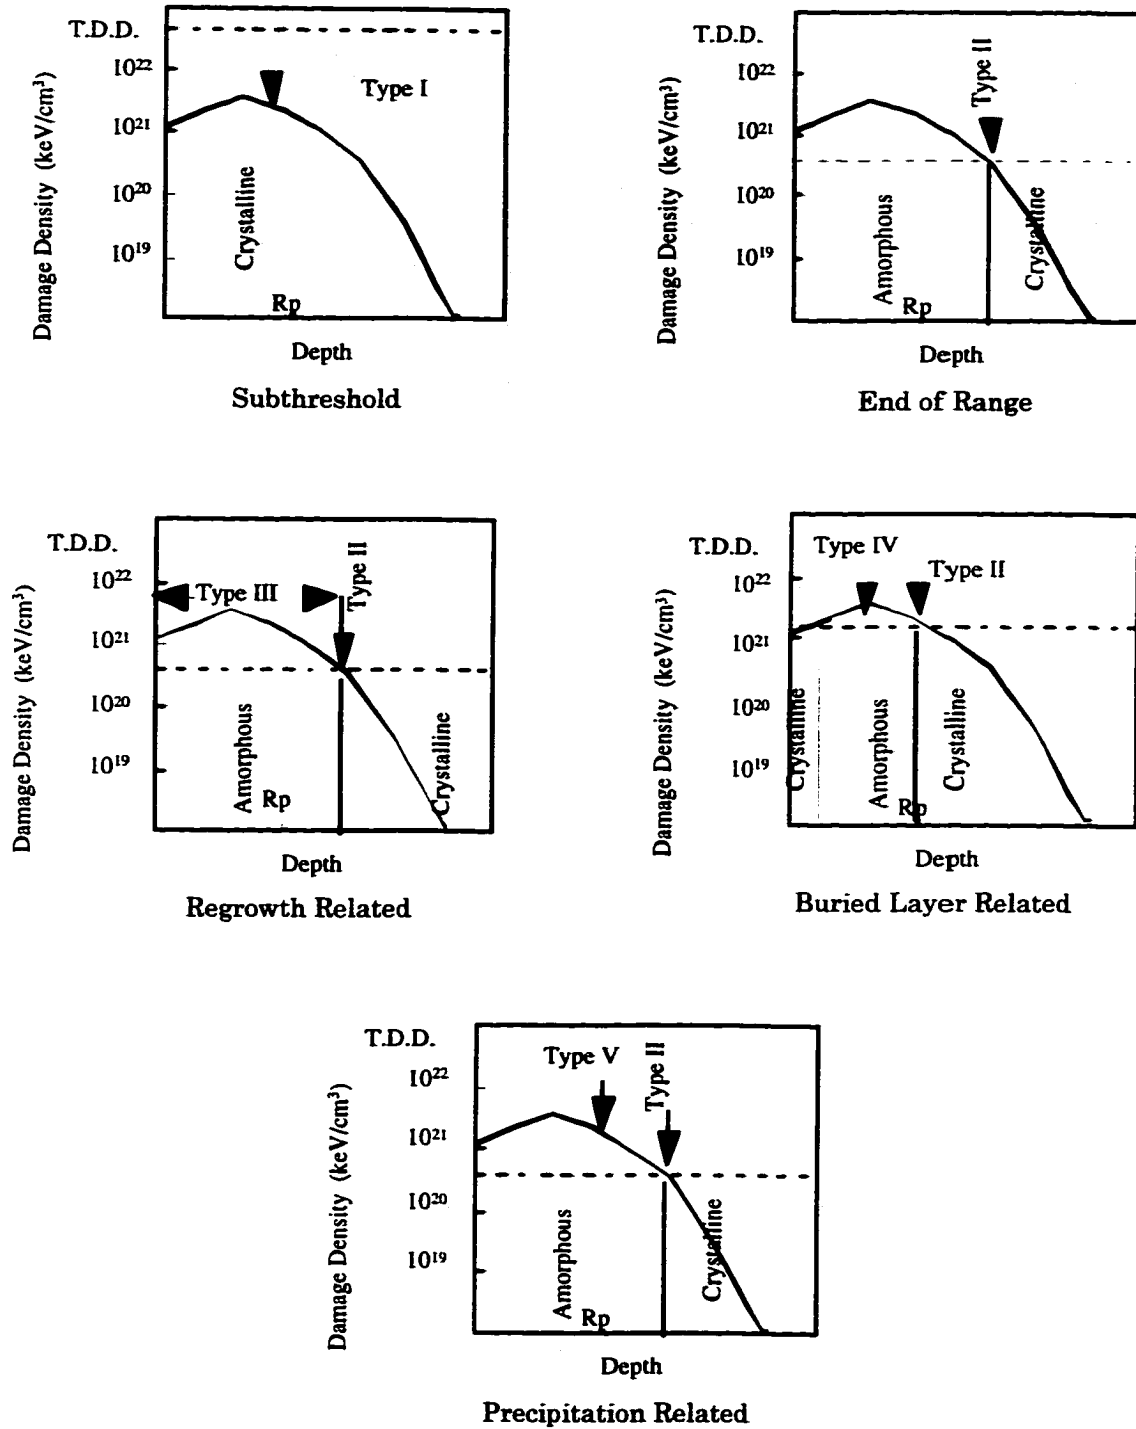 T.D.D.
10²²
10²¹
10²⁰
10¹⁹
Damage Density (keV/cm³)
Type I
Crystalline
Rp
Depth
Subthreshold
T.D.D.
10²²
10²¹
10²⁰
10¹⁹
Damage Density (keV/cm³)
Type II
Amorphous
Crystalline
Rp
Depth
End of Range
T.D.D.
10²²
10²¹
10²⁰
10¹⁹
Damage Density (keV/cm³)
Type III
Type II
Amorphous
Crystalline
Rp
Depth
Regrowth Related
T.D.D.
10²²
10²¹
10²⁰
10¹⁹
Damage Density (keV/cm³)
Type IV
Type II
Crystalline
Amorphous
Crystalline
Rp
Depth
Buried Layer Related
T.D.D.
10²²
10²¹
10²⁰
10¹⁹
Damage Density (keV/cm³)
Type V
Type II
Amorphous
Crystalline
Rp
Depth
Precipitation Related